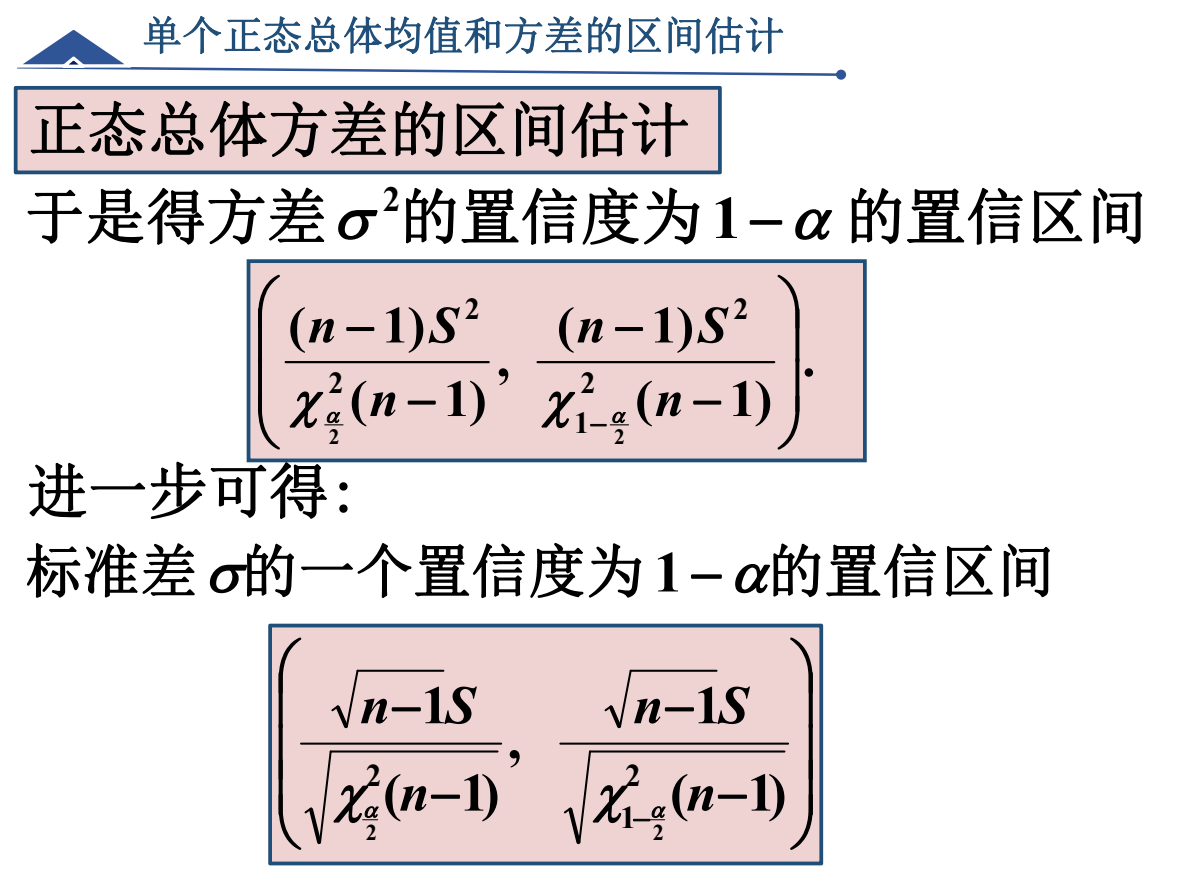 单个正态总体均值和方差的区间估计
正态总体方差的区间估计
于是得方差 σ²的置信度为 1−α 的置信区间
$\left( \frac{(n-1)S^2}{\chi^2_{\frac{\alpha}{2}}(n-1)}, \frac{(n-1)S^2}{\chi^2_{1-\frac{\alpha}{2}}(n-1)} \right).$
进一步可得:
标准差 σ的一个置信度为 1−α的置信区间
$\left( \frac{\sqrt{n-1}S}{\sqrt{\chi^2_{\frac{\alpha}{2}}(n-1)}}, \frac{\sqrt{n-1}S}{\sqrt{\chi^2_{1-\frac{\alpha}{2}}(n-1)}} \right)$